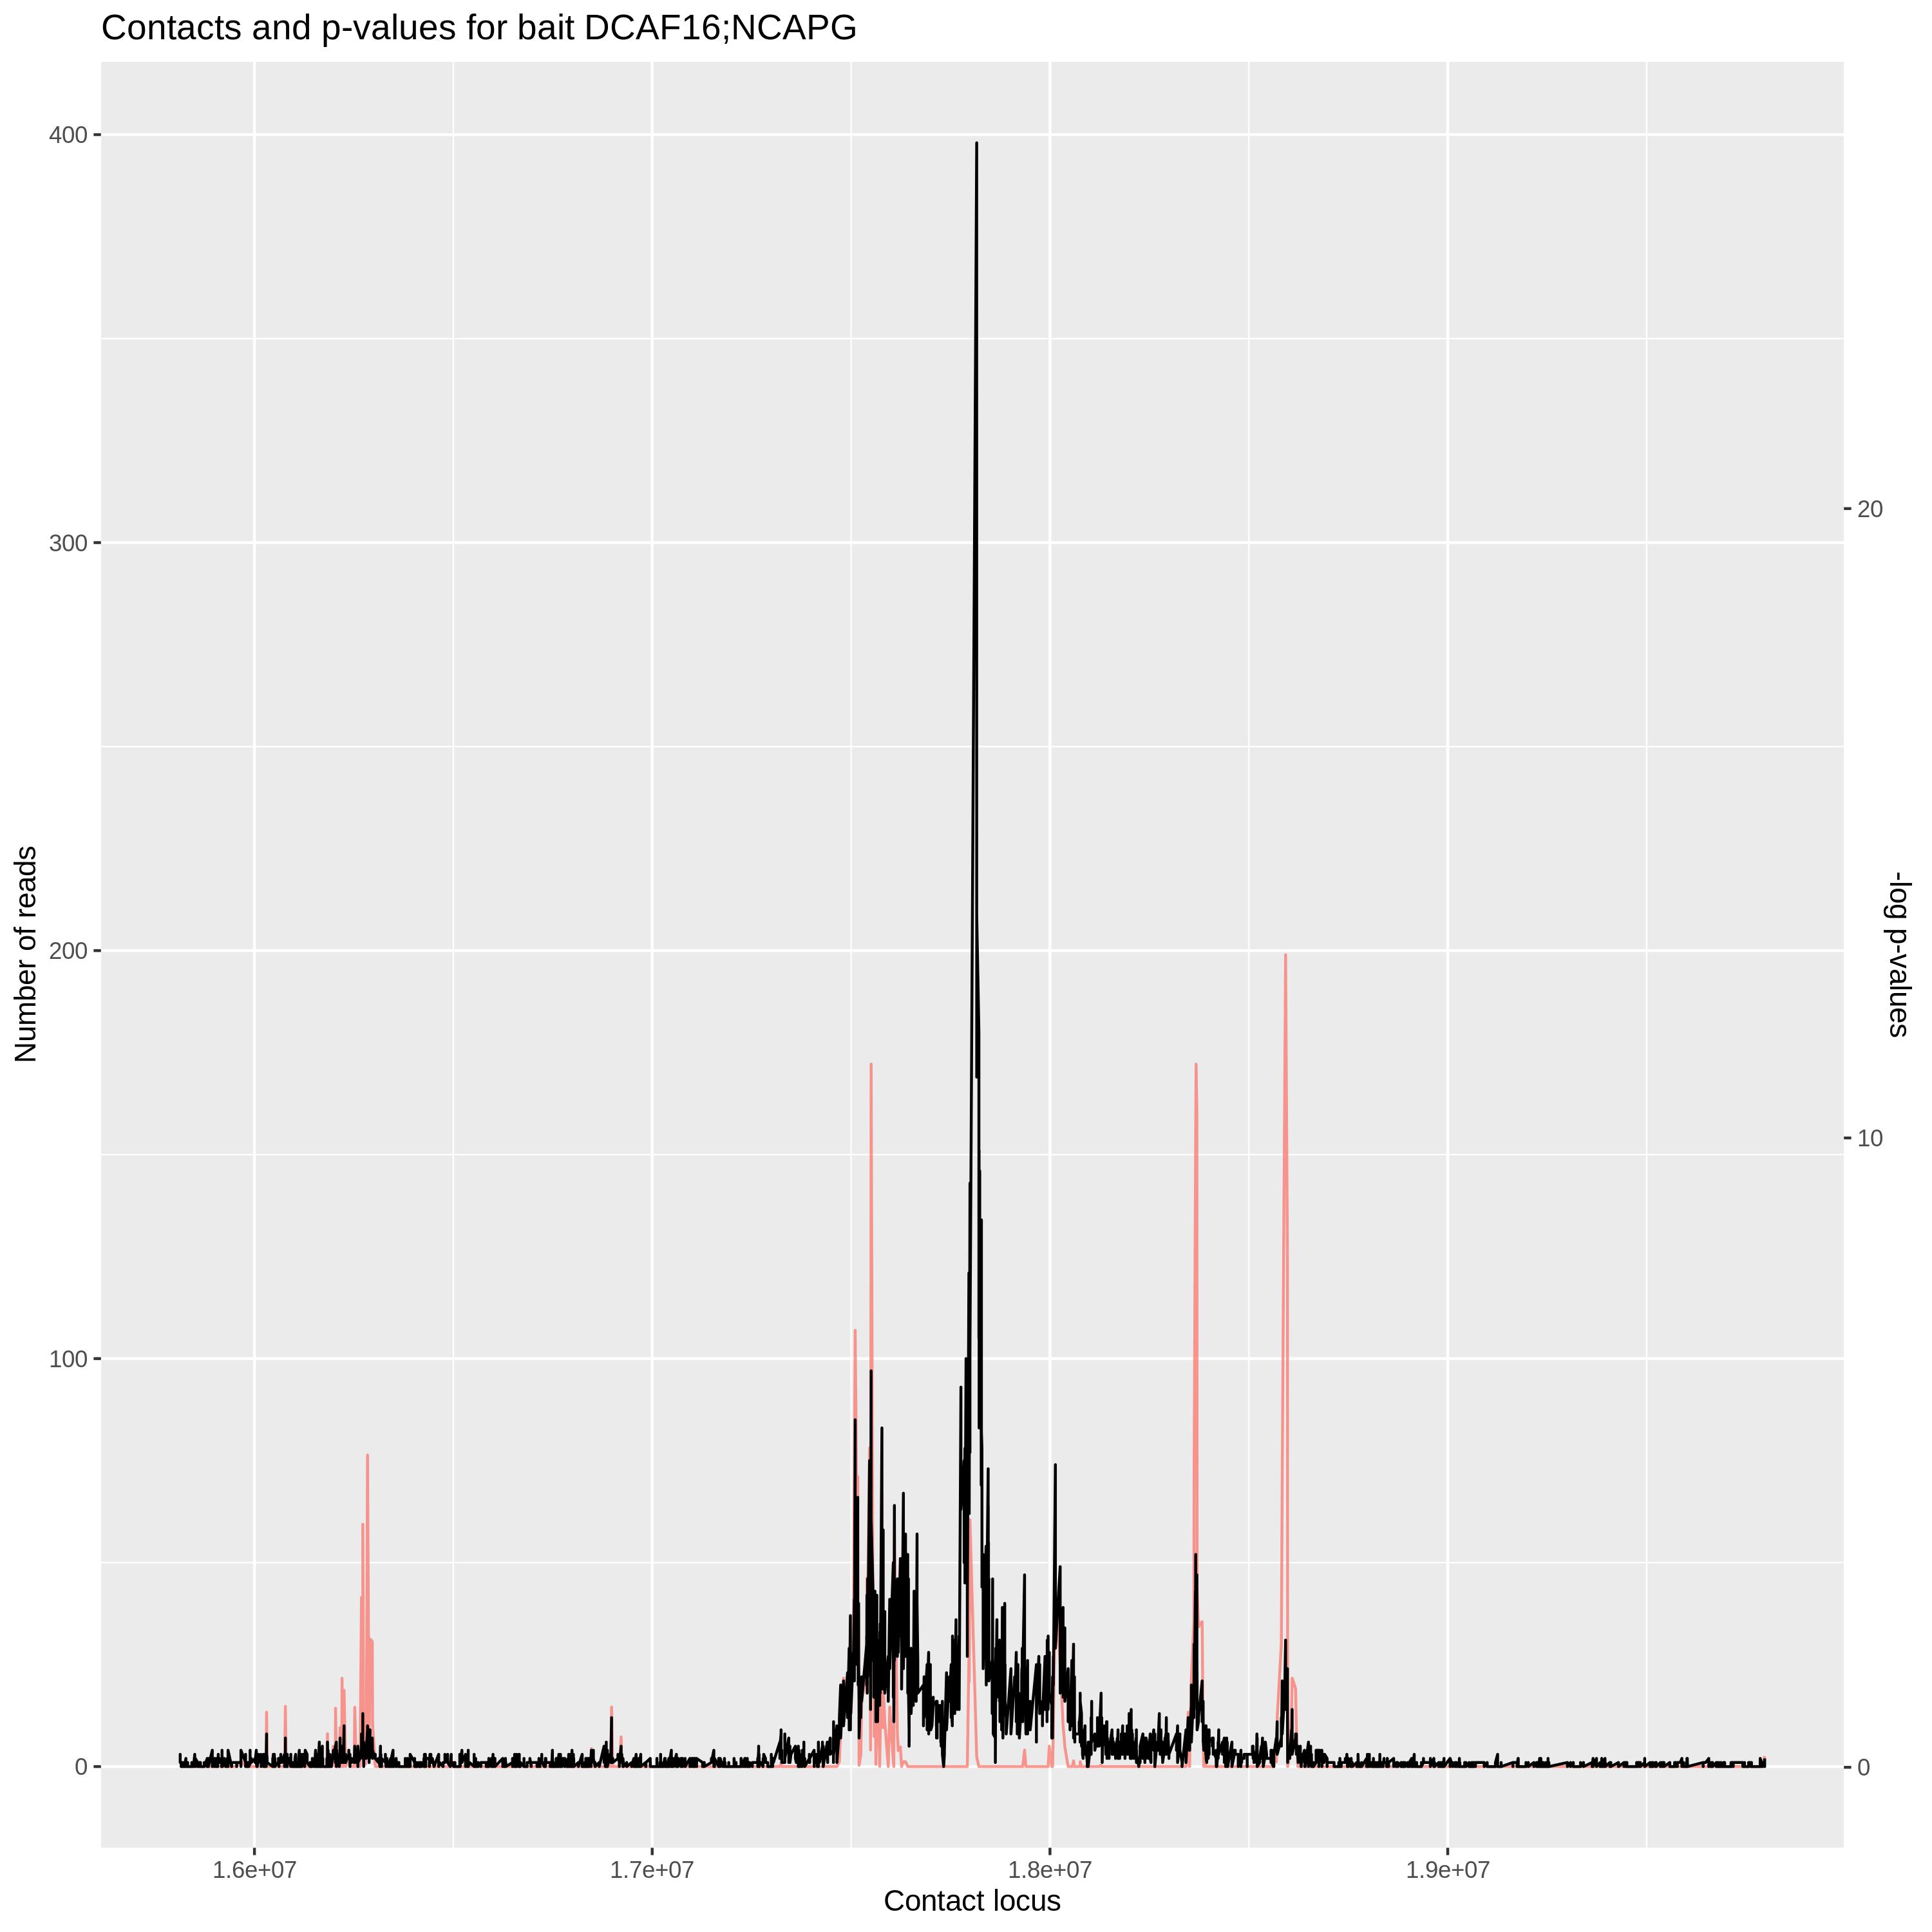 Contacts and p-values for bait DCAF16;NCAPG
400
300
200
100
0
Number of reads
20
10
0
-log p-values
1.6e+07
1.7e+07
1.8e+07
1.9e+07
Contact locus